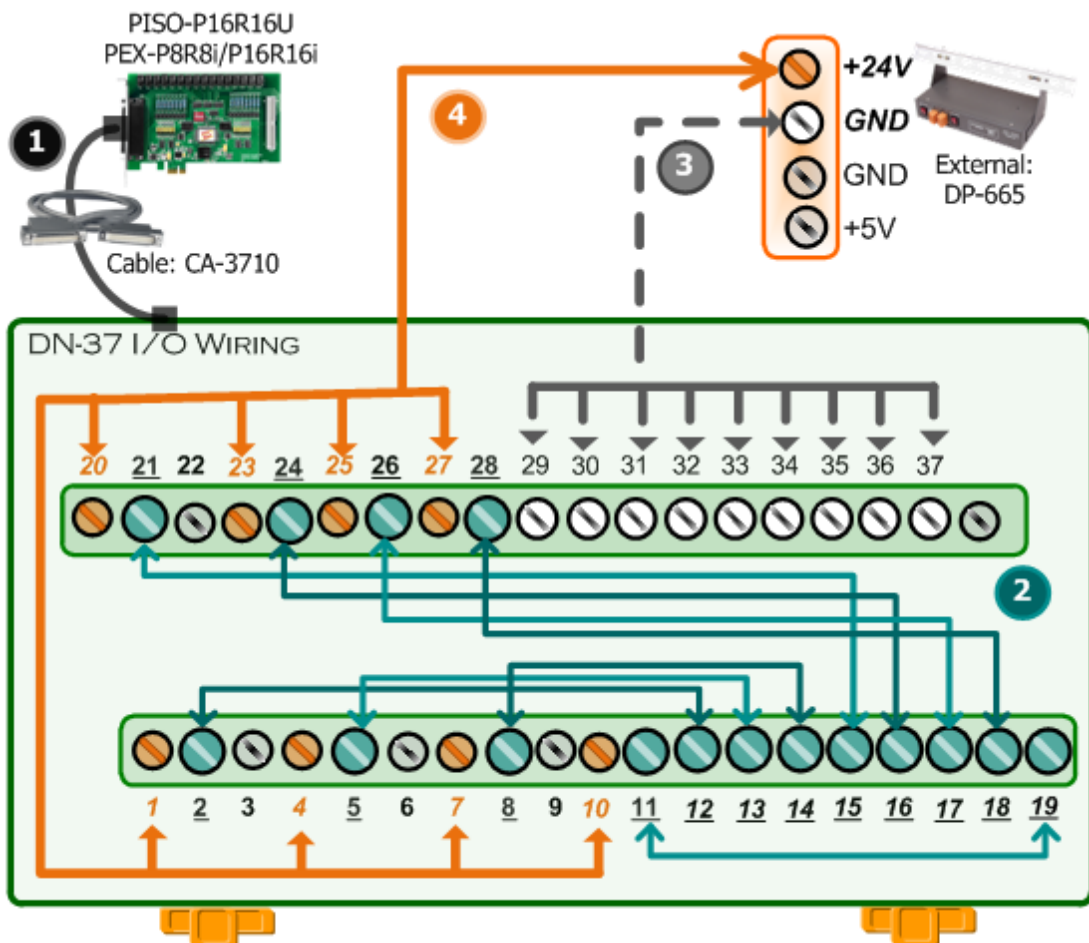 PISO-P16R16U
PEX-P8R8i/P16R16i
1
Cable: CA-3710
4
3
+24V
GND
GND
+5V
External:
DP-665
DN-37 I/O WIRING
20 21 22 23 24 25 26 27 28 29 30 31 32 33 34 35 36 37
2
1 2 3 4 5 6 7 8 9 10 11 12 13 14 15 16 17 18 19